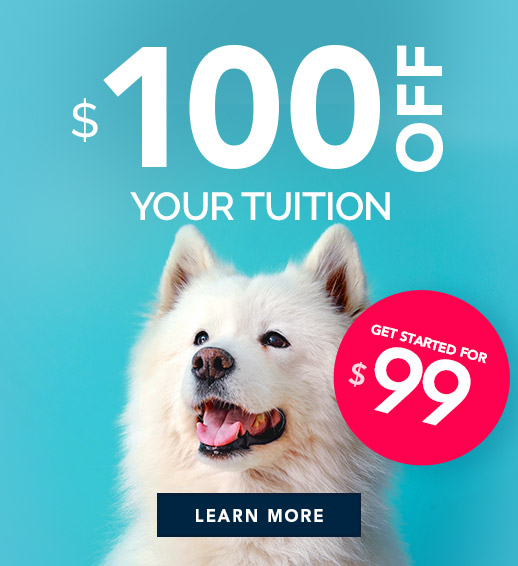 $100 OFF
YOUR TUITION
GET STARTED FOR
$99
LEARN MORE